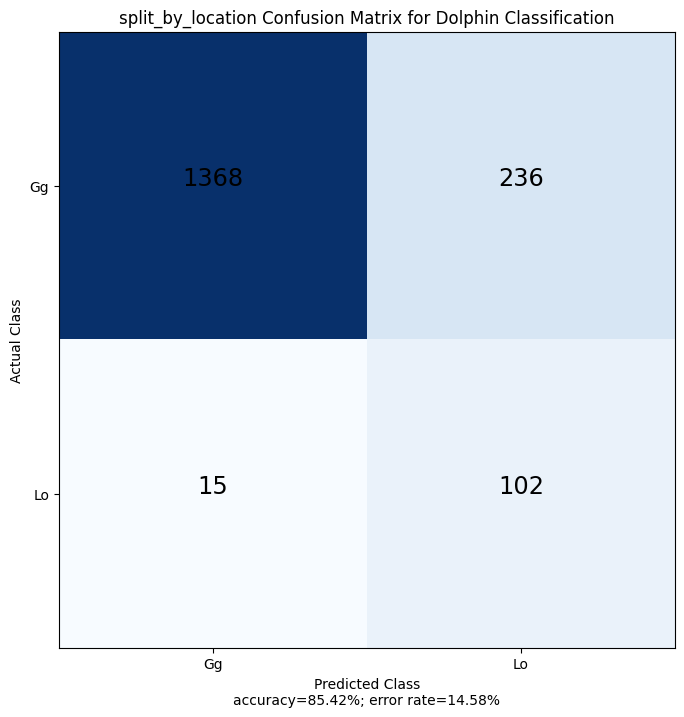 split_by_location Confusion Matrix for Dolphin Classification
Gg
1368
236
Actual Class
Lo
15
102
Gg
Lo
Predicted Class
accuracy=85.42%; error rate=14.58%